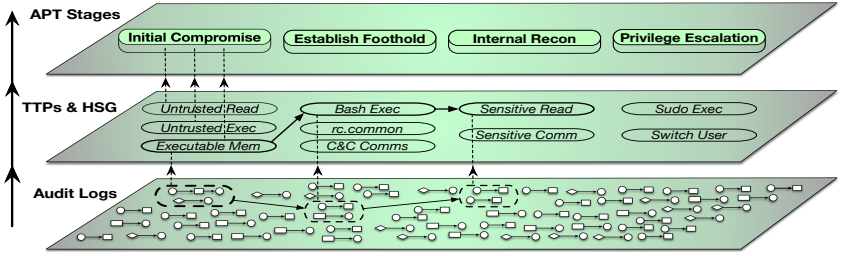 APT Stages
Initial Compromise Establish Foothold Internal Recon Privilege Escalation
TTPs & HSG
Untrusted Read Bash Exec Sensitive Read Sudo Exec
Untrusted Exec rc.common Sensitive Comm Switch User
Executable Mem C&C Comms
Audit Logs